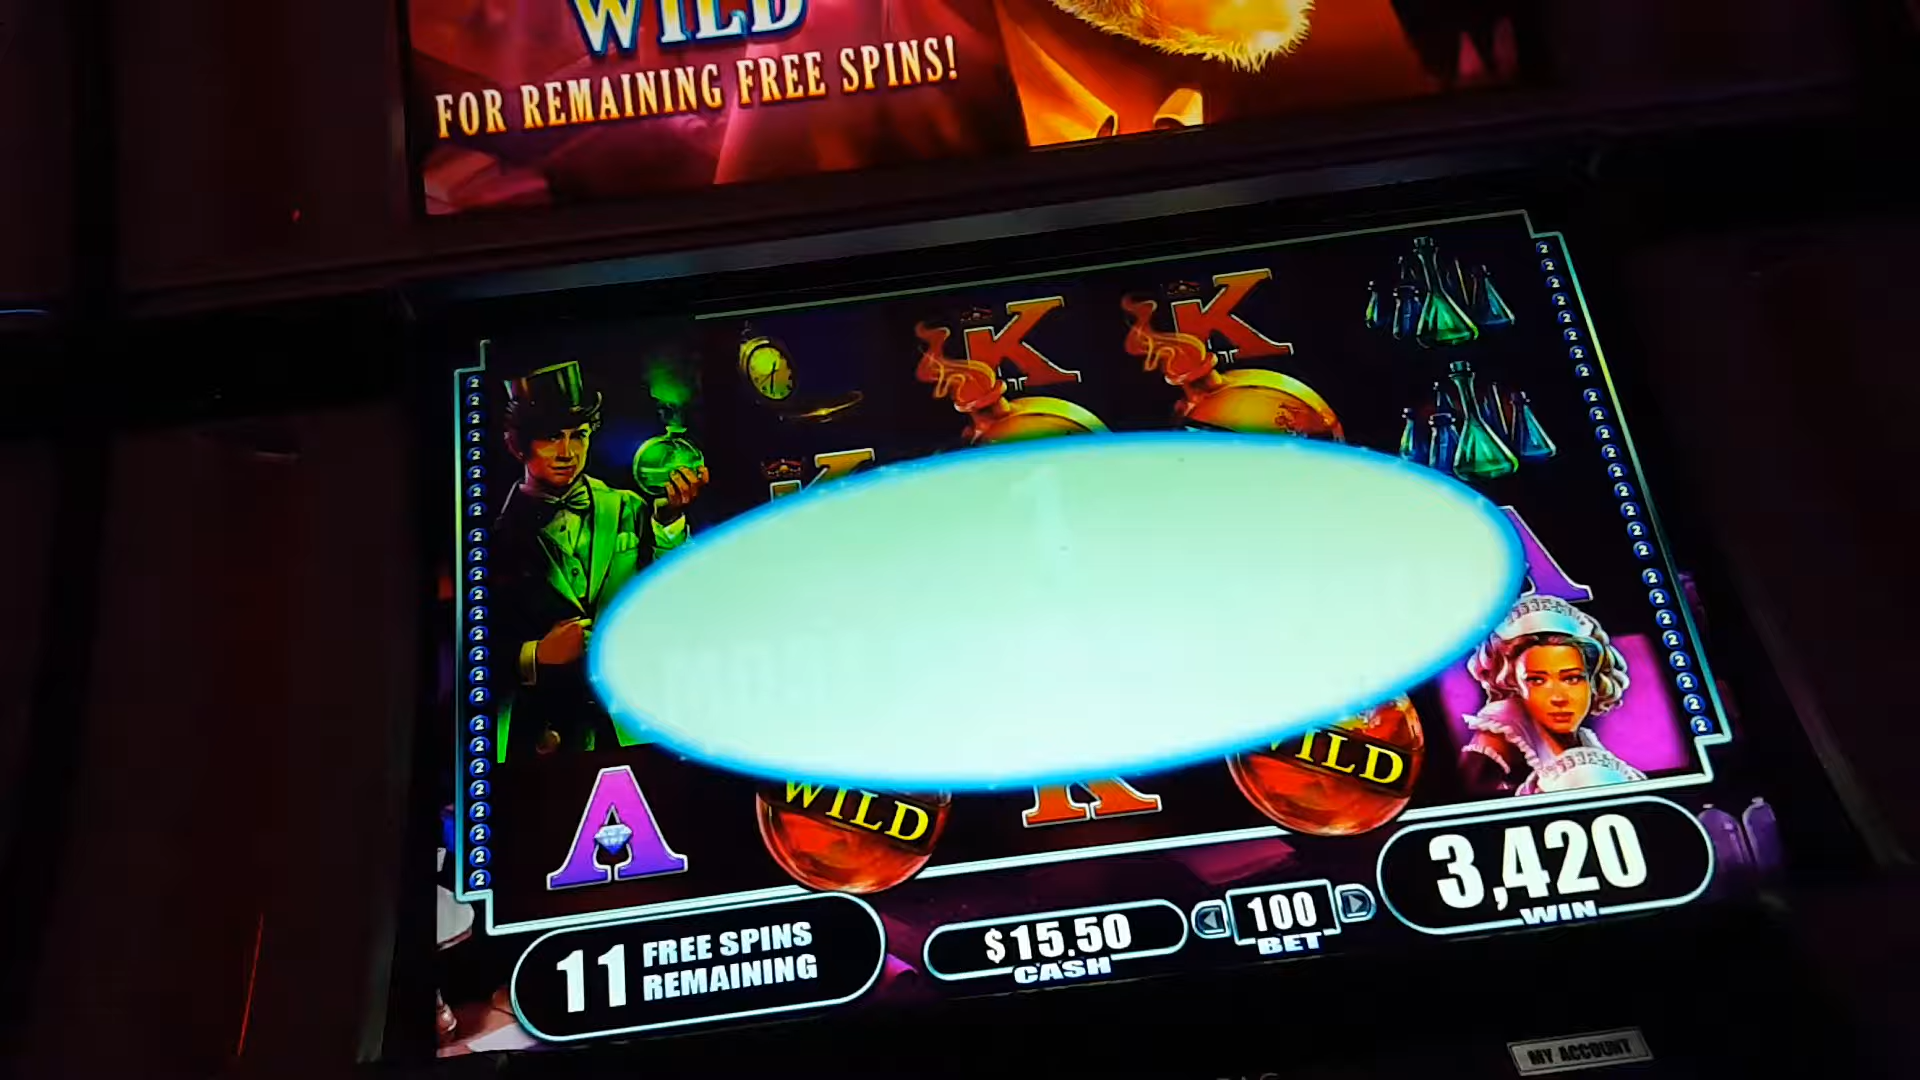 WILD
FOR REMAINING FREE SPINS!
K
K
K
A
WILD
K
WILD
11 FREE SPINS
REMAINING
$15.50
CASH
100
BET
3,420
WIN
MY ACCOUNT